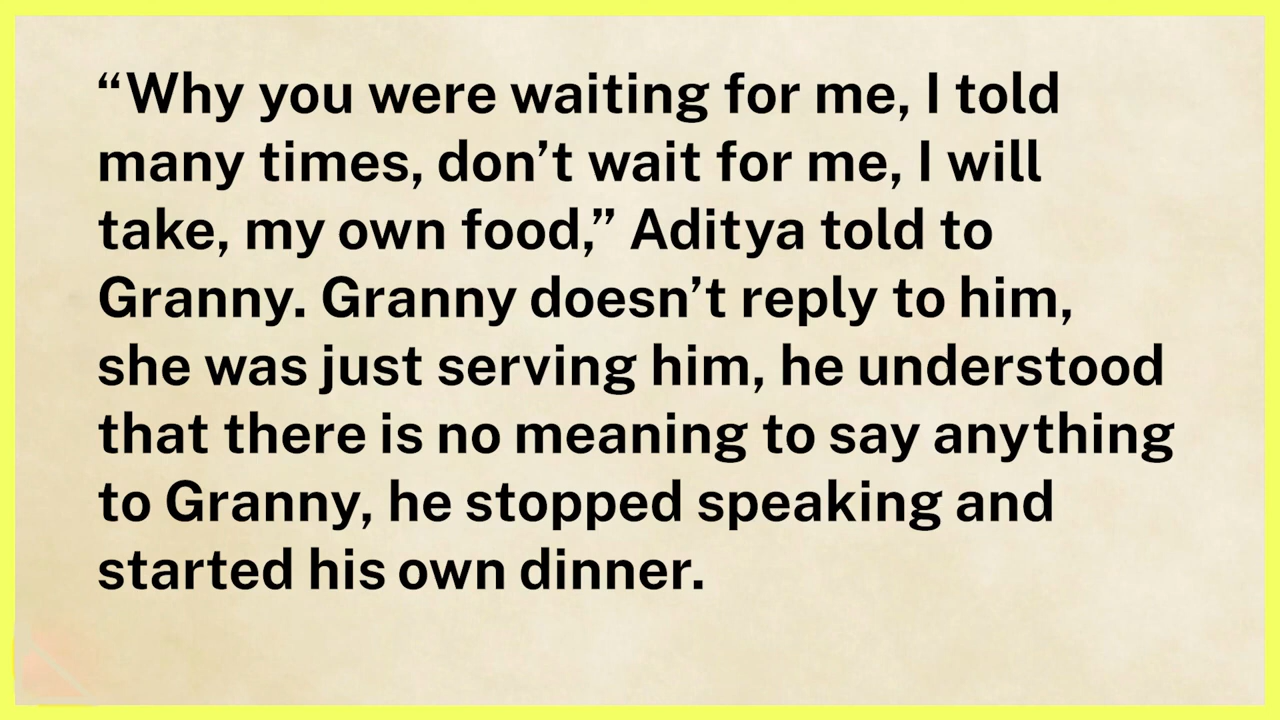 “Why you were waiting for me, I told
many times, don’t wait for me, I will
take, my own food,” Aditya told to
Granny. Granny doesn’t reply to him,
she was just serving him, he understood
that there is no meaning to say anything
to Granny, he stopped speaking and
started his own dinner.